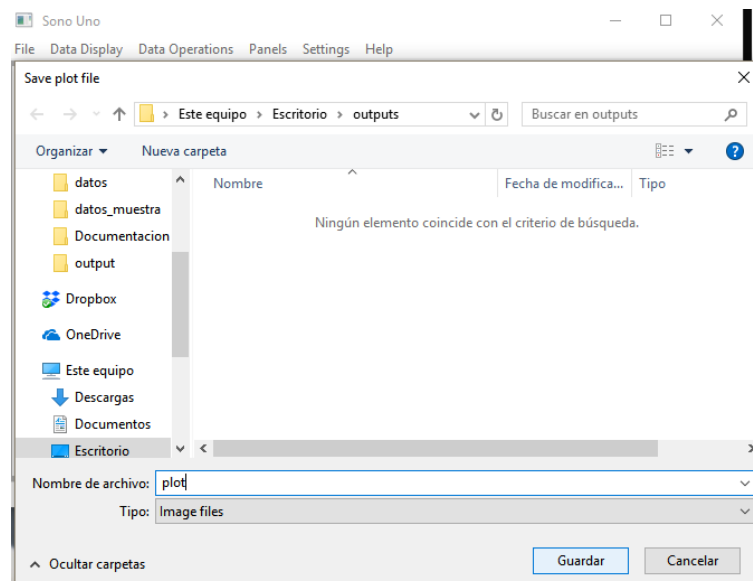 Sono Uno
File Data Display Data Operations Panels Settings Help
Save plot file
Este equipo Escritorio outputs
Buscar en outputs
Organizar Nueva carpeta
datos
datos_muestra
Documentacion
output
Dropbox
OneDrive
Este equipo
Descargas
Documentos
Escritorio
Nombre Fecha de modifica... Tipo
Ningún elemento coincide con el criterio de búsqueda.
Nombre de archivo: plot
Tipo: Image files
Ocultar carpetas
Guardar Cancelar